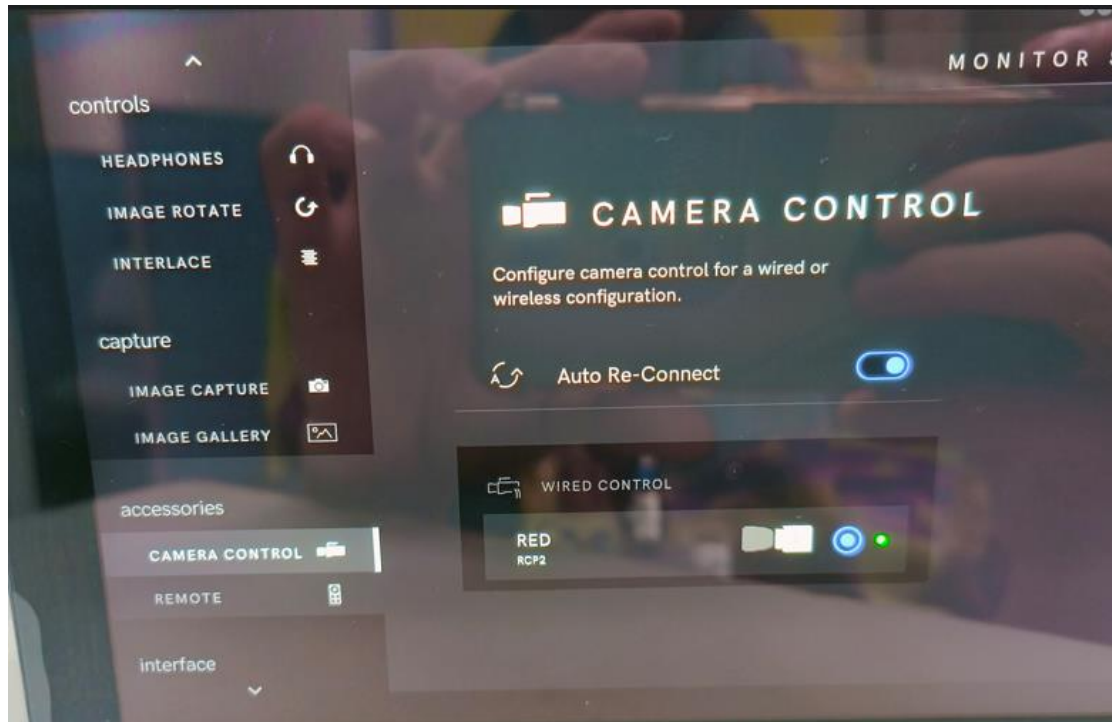 MONITOR
controls
HEADPHONES
IMAGE ROTATE
INTERLACE
capture
IMAGE CAPTURE
IMAGE GALLERY
accessories
CAMERA CONTROL
REMOTE
interface
CAMERA CONTROL
Configure camera control for a wired or
wireless configuration.
Auto Re-Connect
WIRED CONTROL
RED
RCP2